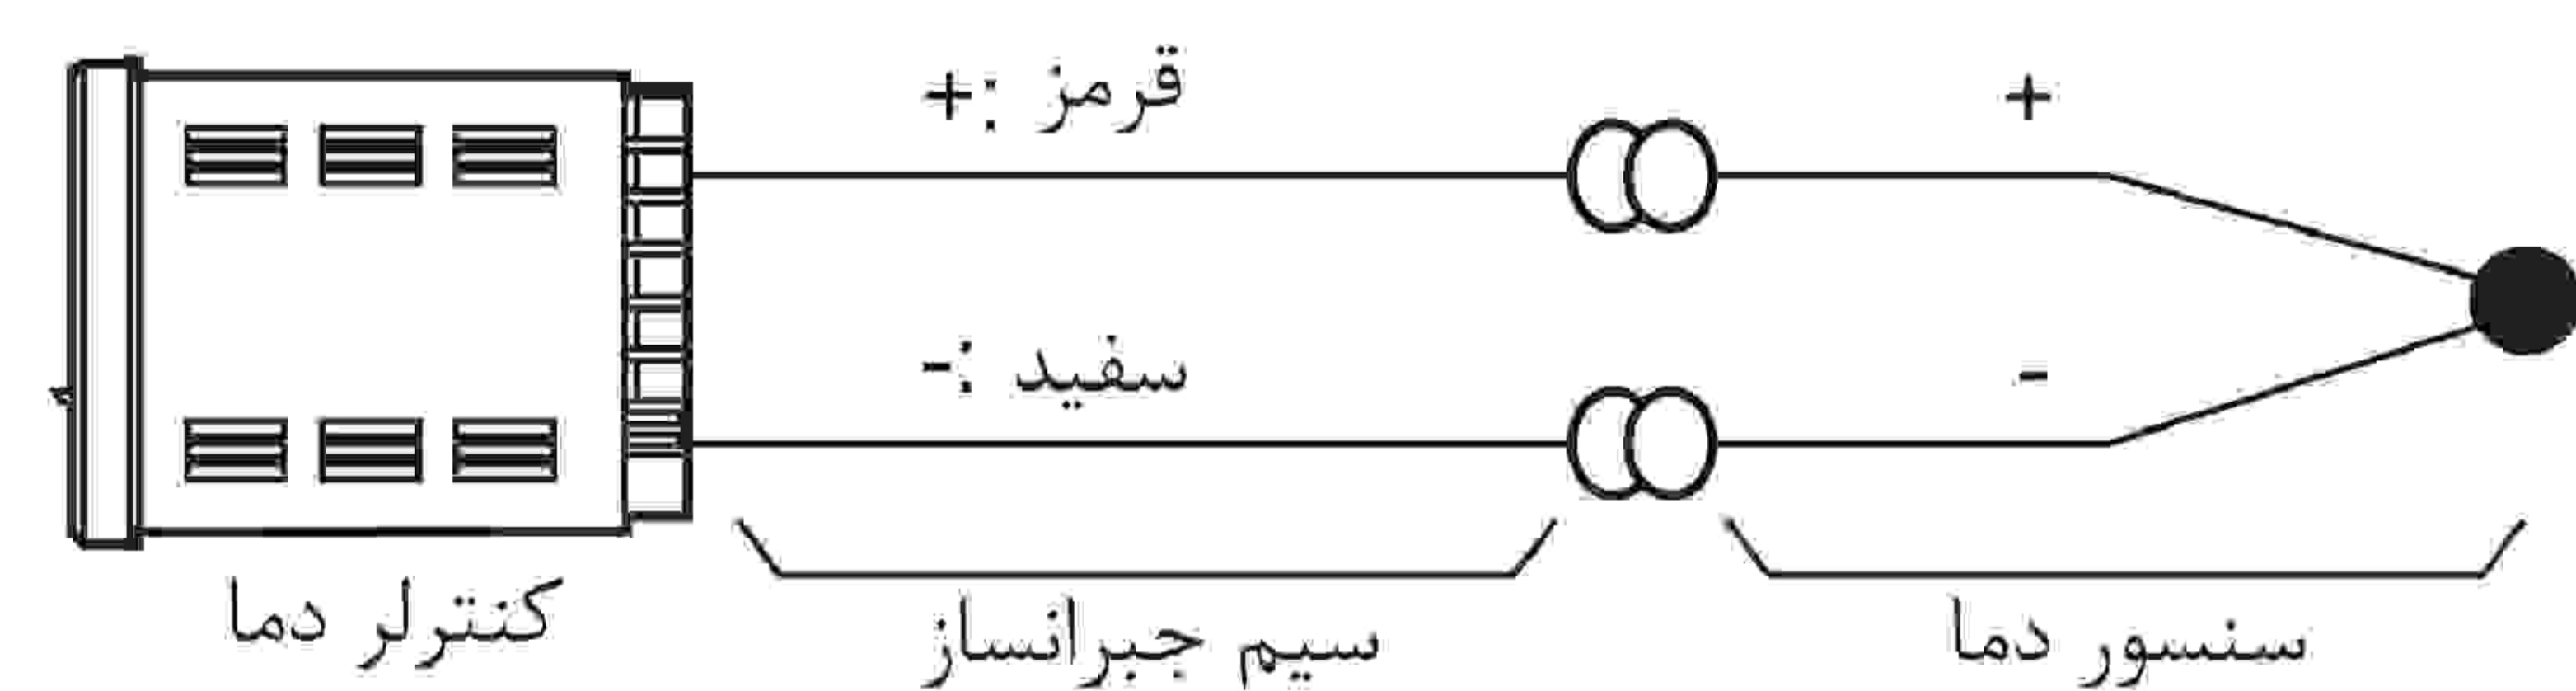 قرمز :+
+
سفید :-
-
کنترلر دما
سیم جبرانساز
سنسور دما